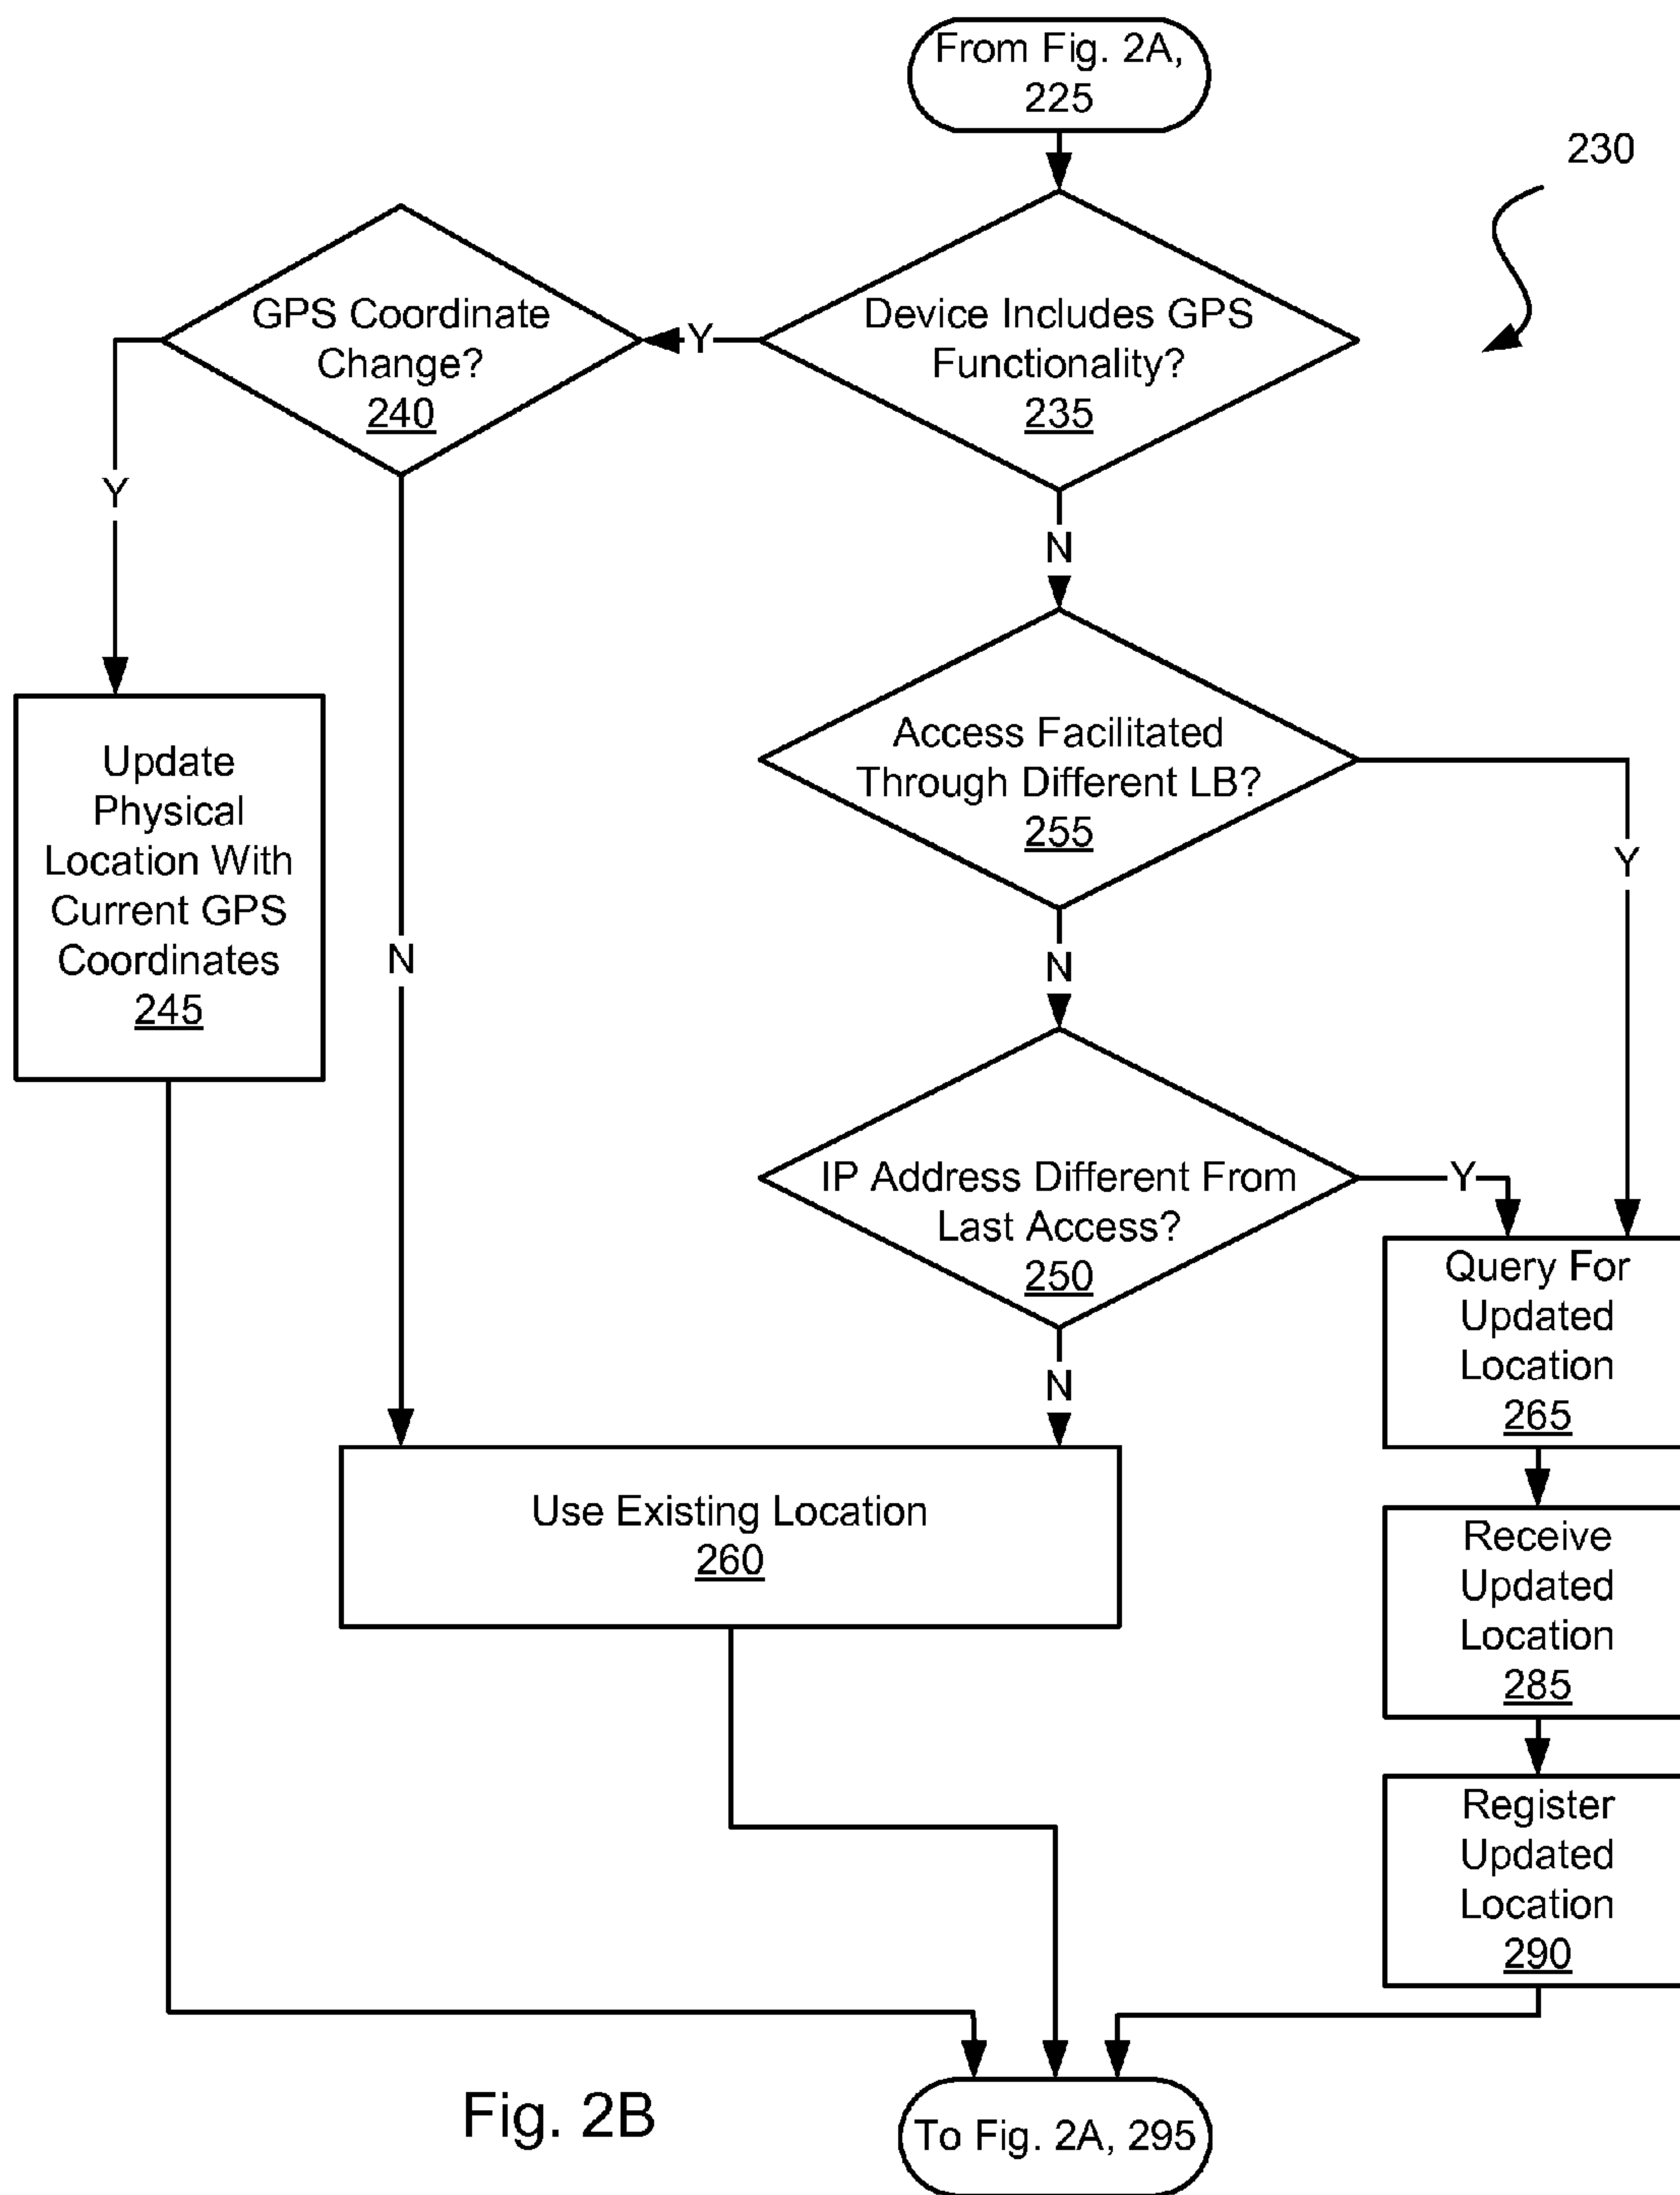 From Fig. 2A,
225
230
GPS Coordinate
Change?
240
Y
Device Includes GPS
Functionality?
235
Y
N
Update
Physical
Location With
Current GPS
Coordinates
245
N
Access Facilitated
Through Different LB?
255
Y
N
IP Address Different From
Last Access?
250
Y
N
Query For
Updated
Location
265
Use Existing Location
260
Receive
Updated
Location
285
Register
Updated
Location
290
Fig. 2B
To Fig. 2A, 295